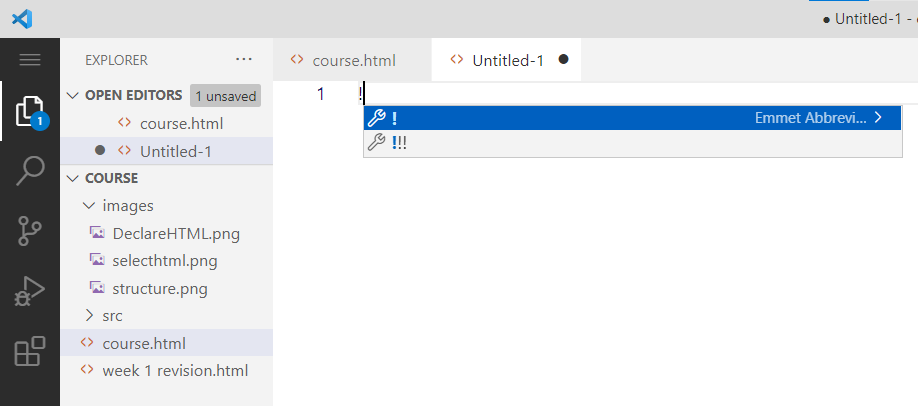 ● Untitled-1 -
EXPLORER ...
OPEN EDITORS 1 unsaved
course.html
Untitled-1
COURSE
images
DeclareHTML.png
selecthtml.png
structure.png
src
course.html
week 1 revision.html
1
course.html Untitled-1 ●
1 !
! Emmet Abbrevi...
!!!